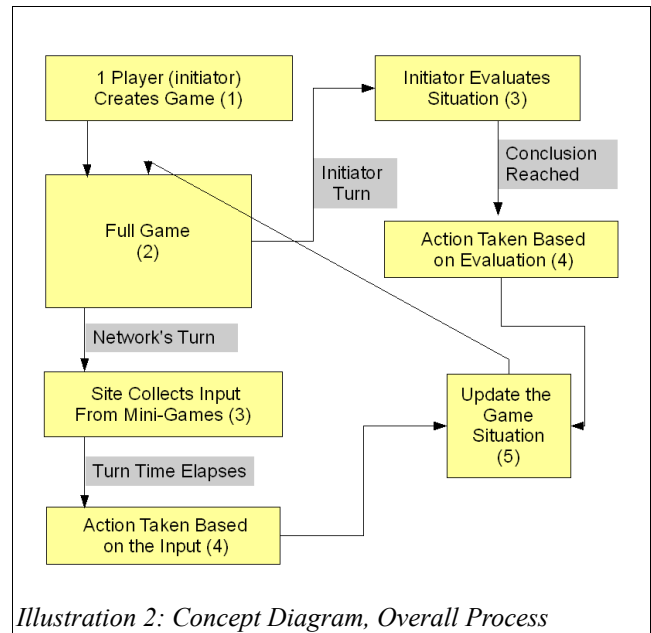 1 Player (initiator)
Creates Game (1)
Initiator Evaluates
Situation (3)
Initiator
Turn
Conclusion
Reached
Full Game
(2)
Action Taken Based
on Evaluation (4)
Network's Turn
Site Collects Input
From Mini-Games (3)
Update the
Game
Situation
(5)
Turn Time Elapses
Action Taken Based
on the Input (4)
Illustration 2: Concept Diagram, Overall Process